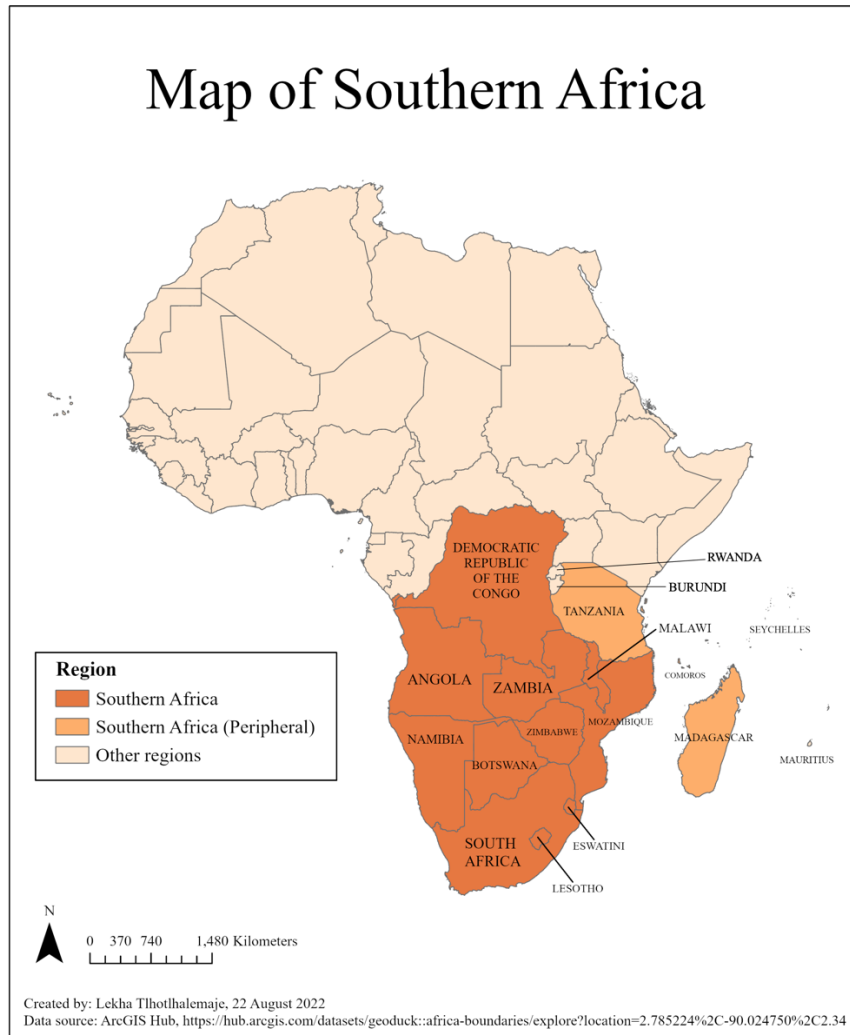 Map of Southern Africa
DEMOCRATIC
REPUBLIC
OF THE
CONGO
RWANDA
BURUNDI
TANZANIA
MALAWI
SEYCHELLES
COMOROS
ANGOLA
ZAMBIA
MOZAMBIQUE
NAMIBIA
ZIMBABWE
MADAGASCAR
MAURITIUS
BOTSWANA
SOUTH
AFRICA
ESWATINI
LESOTHO
Region
Southern Africa
Southern Africa (Peripheral)
Other regions
N
0 370 740 1,480 Kilometers
Created by: Lekha Tlhotlhalemaje, 22 August 2022
Data source: ArcGIS Hub, https://hub.arcgis.com/datasets/geoduck::africa-boundaries/explore?location=2.785224%2C-90.024750%2C2.34